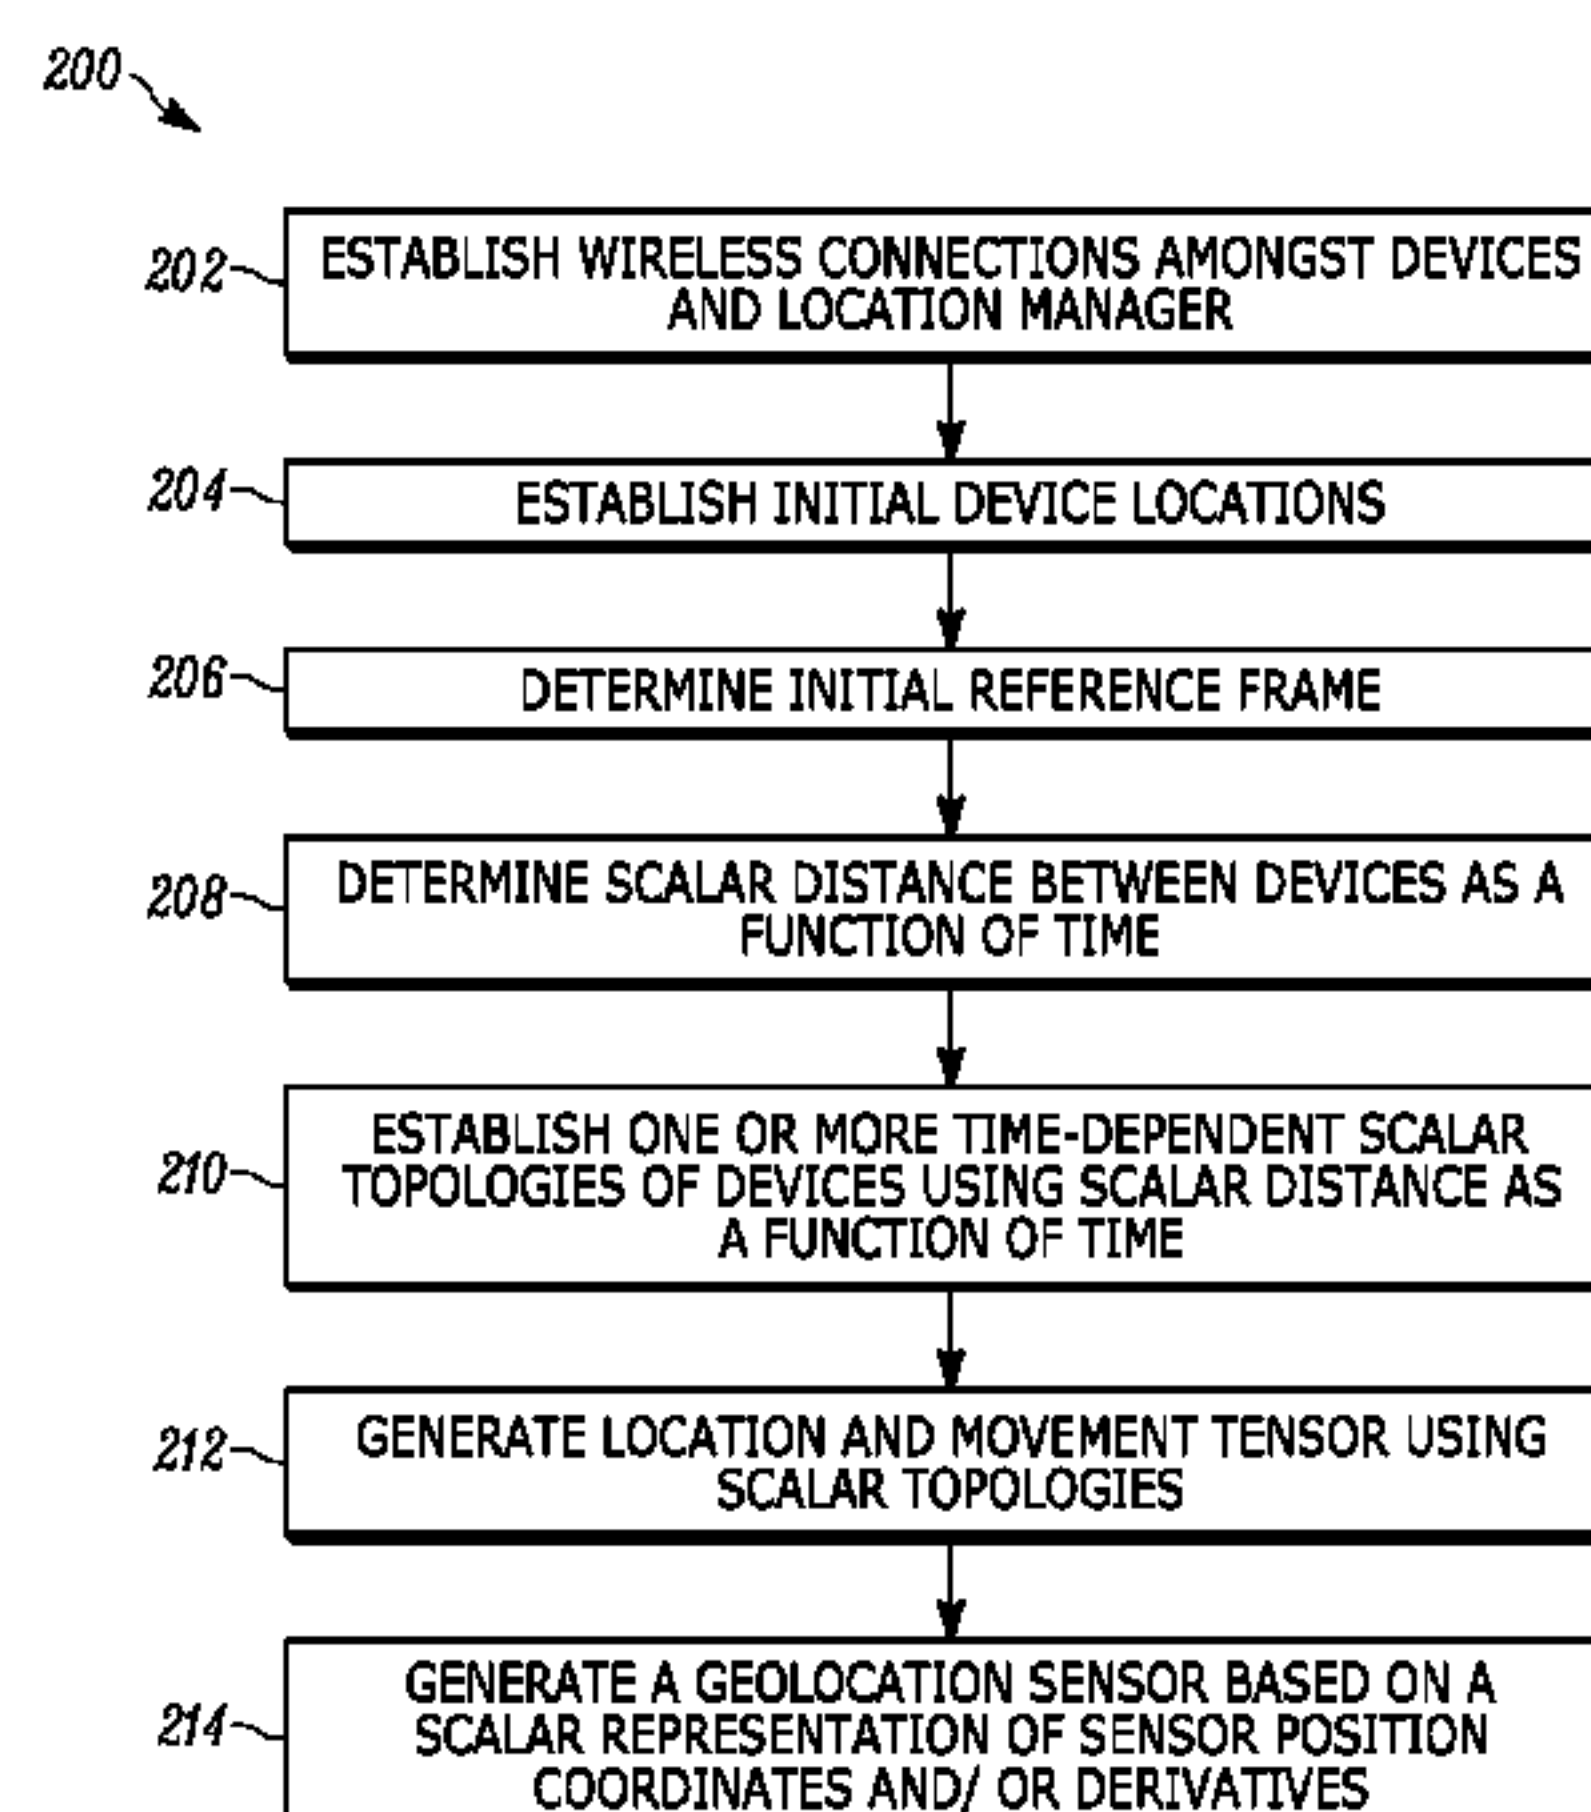 200
202
ESTABLISH WIRELESS CONNECTIONS AMONGST DEVICES
AND LOCATION MANAGER
204
ESTABLISH INITIAL DEVICE LOCATIONS
206
DETERMINE INITIAL REFERENCE FRAME
208
DETERMINE SCALAR DISTANCE BETWEEN DEVICES AS A
FUNCTION OF TIME
210
ESTABLISH ONE OR MORE TIME-DEPENDENT SCALAR
TOPOLOGIES OF DEVICES USING SCALAR DISTANCE AS
A FUNCTION OF TIME
212
GENERATE LOCATION AND MOVEMENT TENSOR USING
SCALAR TOPOLOGIES
214
GENERATE A GEOLOCATION SENSOR BASED ON A
SCALAR REPRESENTATION OF SENSOR POSITION
COORDINATES AND/ OR DERIVATIVES